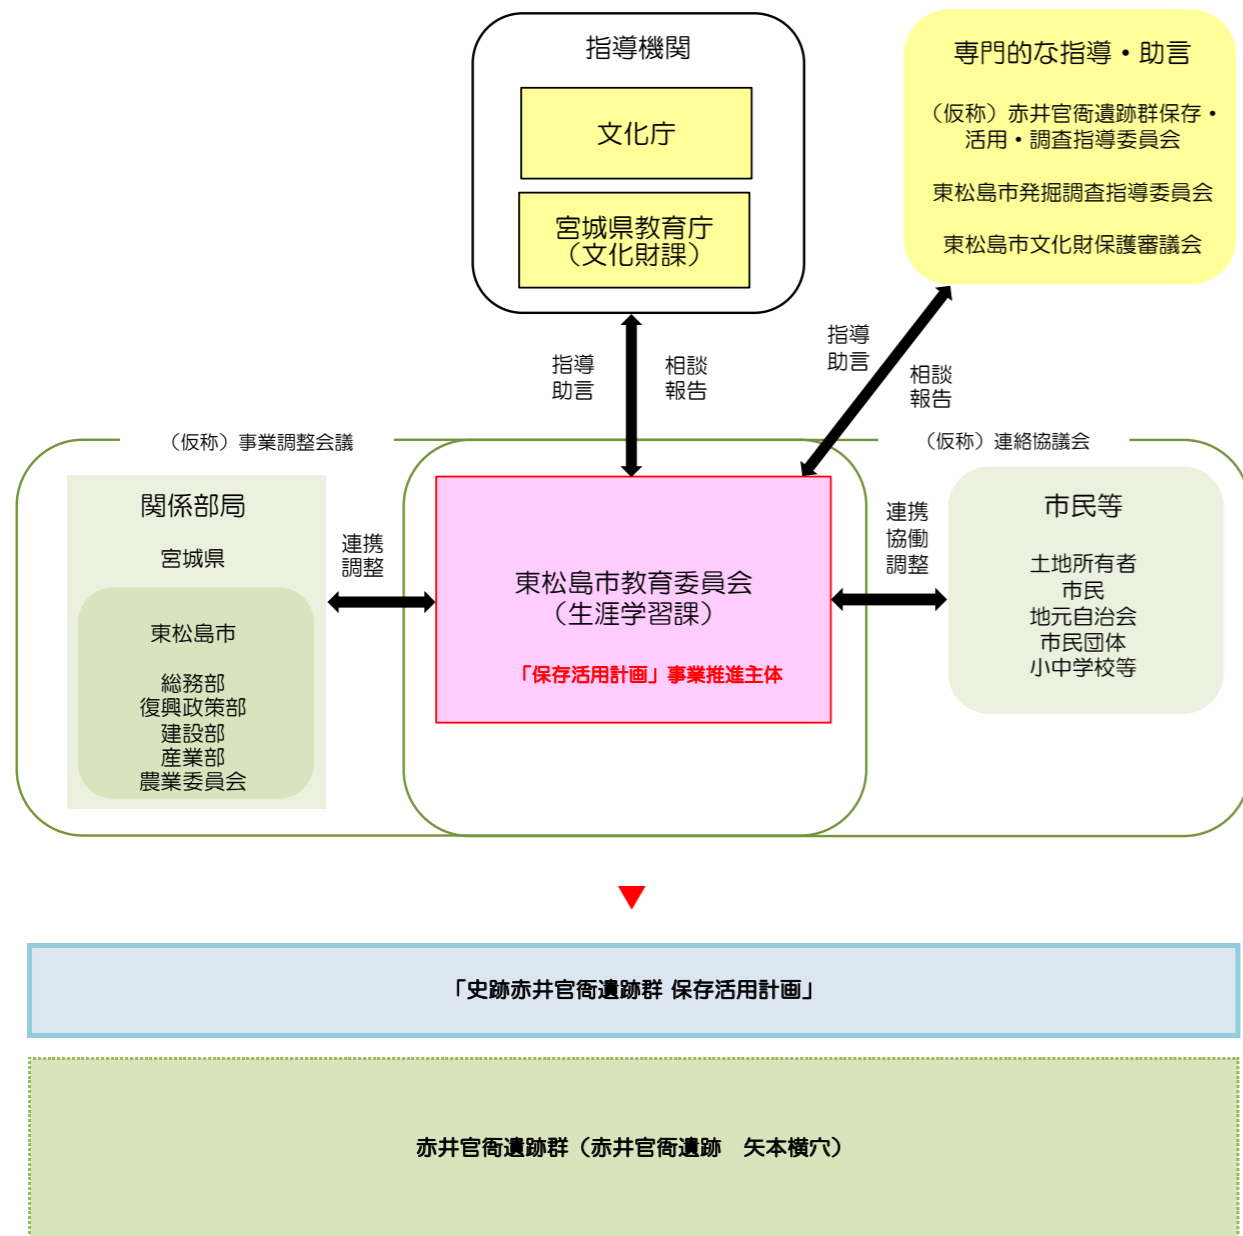 指導機関
文化庁
宮城県教育庁
（文化財課）
専門的な指導・助言
（仮称）赤井官衙遺跡群保存・
活用・調査指導委員会
東松島市発掘調査指導委員会
東松島市文化財保護審議会
指導
助言
相談
報告
指導
助言
相談
報告
（仮称）事業調整会議
（仮称）連絡協議会
関係部局
宮城県
東松島市
総務部
復興政策部
建設部
産業部
農業委員会
連携
調整
東松島市教育委員会
（生涯学習課）
「保存活用計画」事業推進主体
連携
協働
調整
市民等
土地所有者
市民
地元自治会
市民団体
小中学校等
「史跡赤井官衙遺跡群 保存活用計画」
赤井官衙遺跡群（赤井官衙遺跡　矢本横穴）